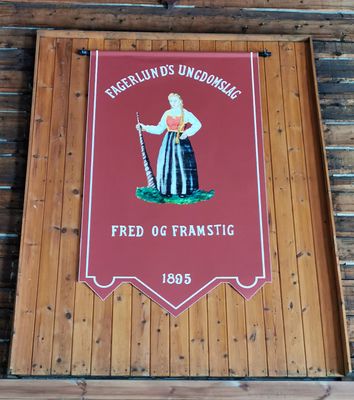 FAGERLUND'S UNGDOMSLAG
FRED OG FRAMSTIG
1895